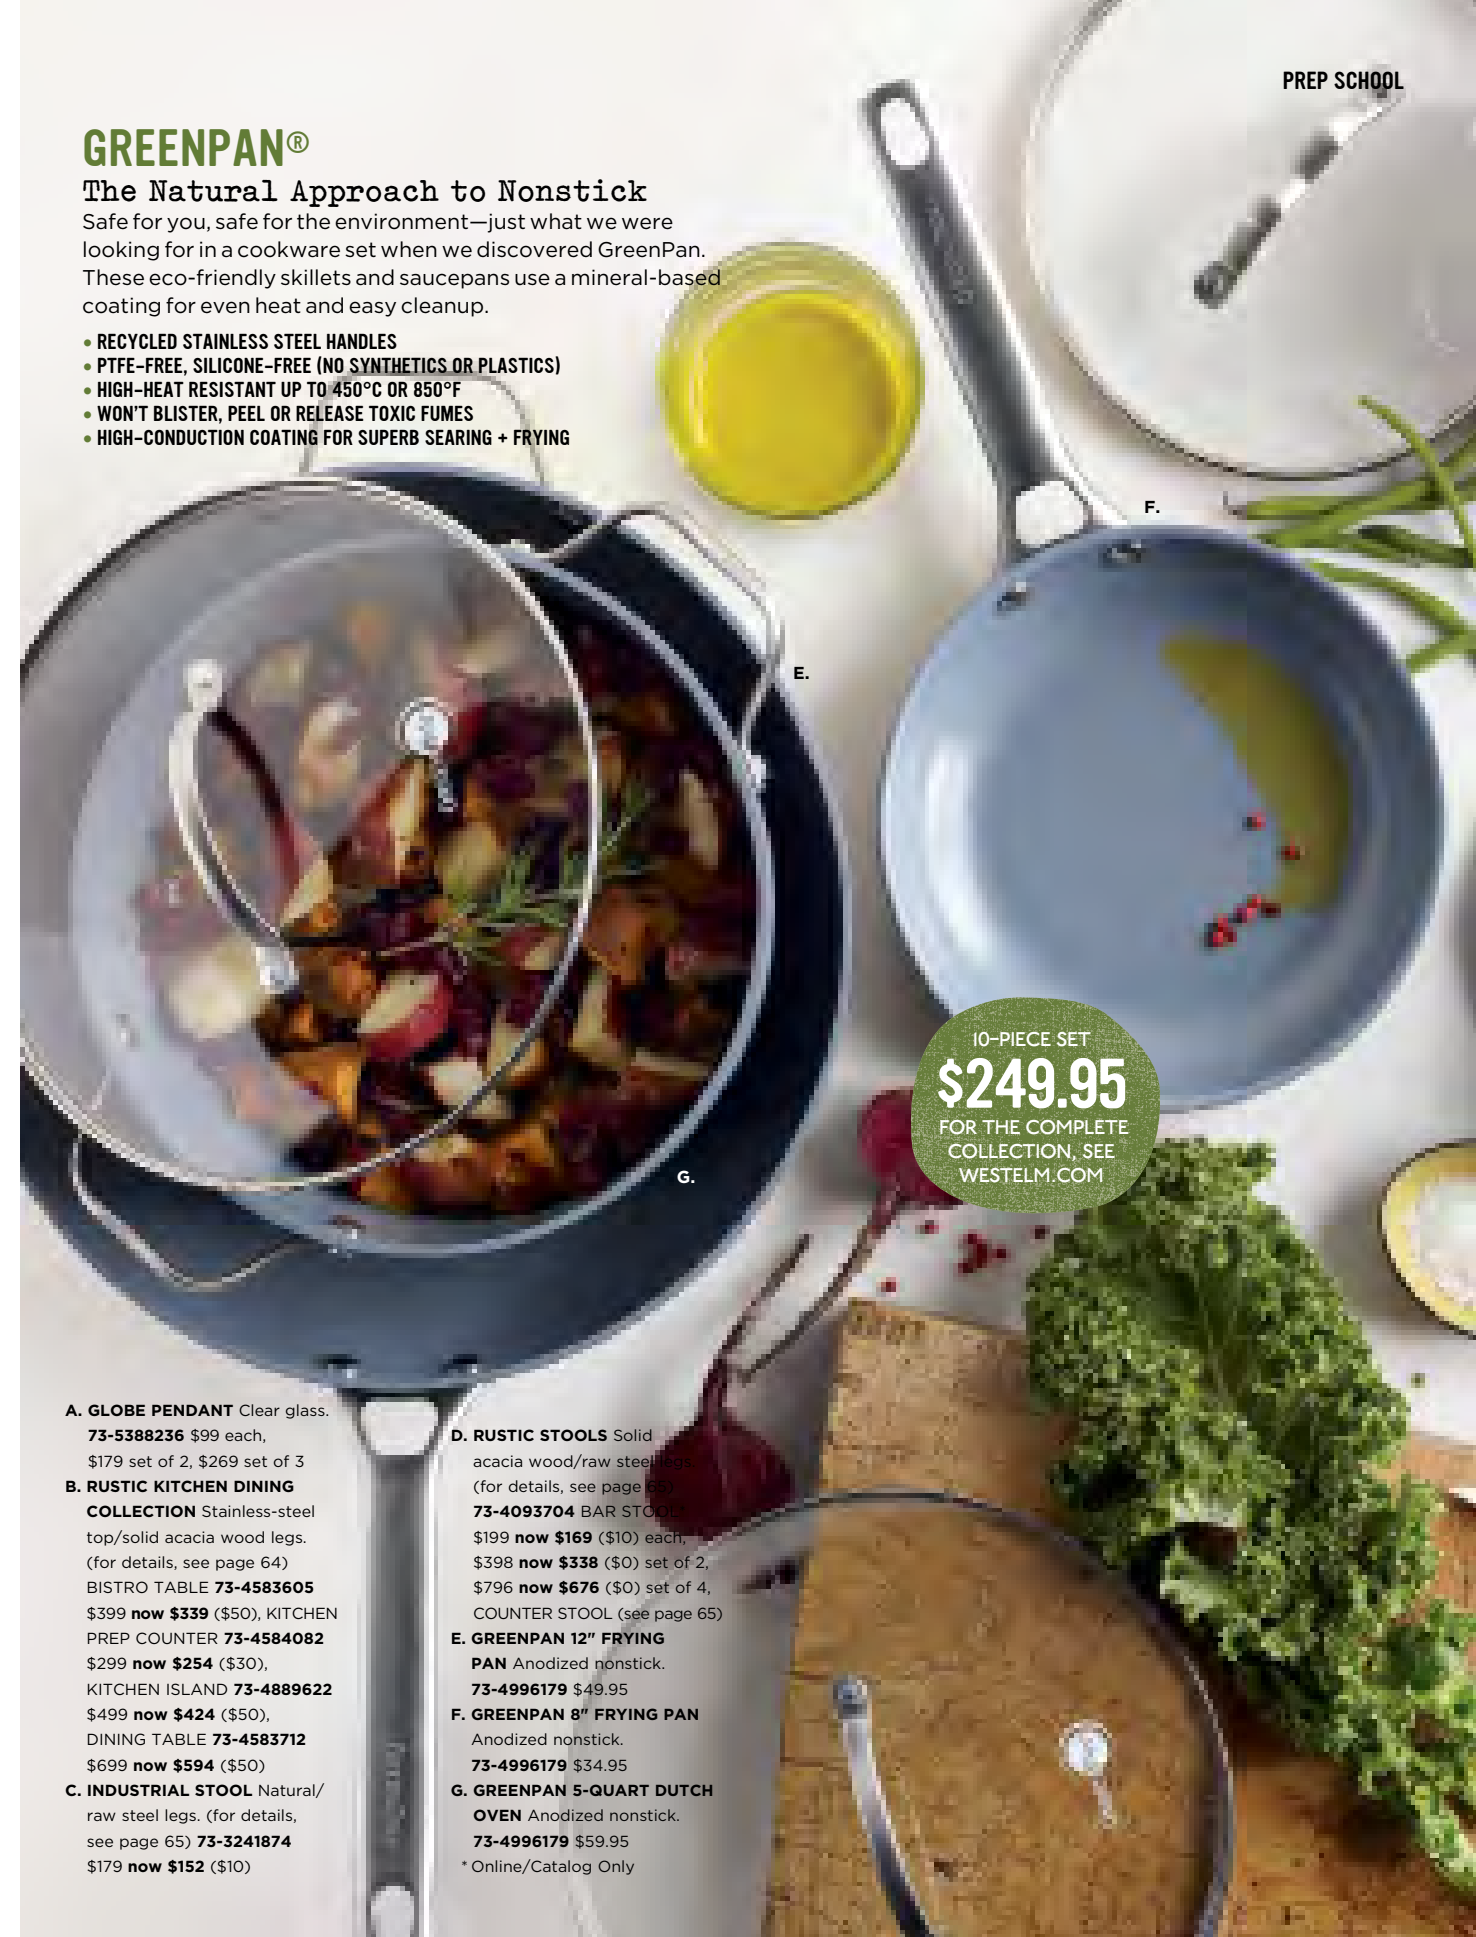 PREP SCHOOL
GREENPAN®
The Natural Approach to Nonstick
Safe for you, safe for the environment—just what we were
looking for in a cookware set when we discovered GreenPan.
These eco-friendly skillets and saucepans use a mineral-based
coating for even heat and easy cleanup.
• RECYCLED STAINLESS STEEL HANDLES
• PTFE-FREE, SILICONE-FREE (NO SYNTHETICS OR PLASTICS)
• HIGH-HEAT RESISTANT UP TO 450°C OR 850°F
• WON'T BLISTER, PEEL OR RELEASE TOXIC FUMES
• HIGH-CONDUCTION COATING FOR SUPERB SEARING + FRYING
F.
E.
G.
10-PIECE SET
$249.95
FOR THE COMPLETE
COLLECTION, SEE
WESTELM.COM
A. GLOBE PENDANT Clear glass.
73-5388236 $99 each,
$179 set of 2, $269 set of 3
B. RUSTIC KITCHEN DINING
COLLECTION Stainless-steel
top/solid acacia wood legs.
(for details, see page 64)
BISTRO TABLE 73-4583605
$399 now $339 ($50), KITCHEN
PREP COUNTER 73-4584082
$299 now $254 ($30),
KITCHEN ISLAND 73-4889622
$499 now $424 ($50),
DINING TABLE 73-4583712
$699 now $594 ($50)
C. INDUSTRIAL STOOL Natural/
raw steel legs. (for details,
see page 65) 73-3241874
$179 now $152 ($10)
D. RUSTIC STOOLS Solid
acacia wood/raw steel legs.
(for details, see page 65)
73-4093704 BAR STOOL
$199 now $169 ($10) each,
$398 now $338 ($0) set of 2,
$796 now $676 ($0) set of 4,
COUNTER STOOL (see page 65)
E. GREENPAN 12" FRYING
PAN Anodized nonstick.
73-4996179 $49.95
F. GREENPAN 8" FRYING PAN
Anodized nonstick.
73-4996179 $34.95
G. GREENPAN 5-QUART DUTCH
OVEN Anodized nonstick.
73-4996179 $59.95
* Online/Catalog Only